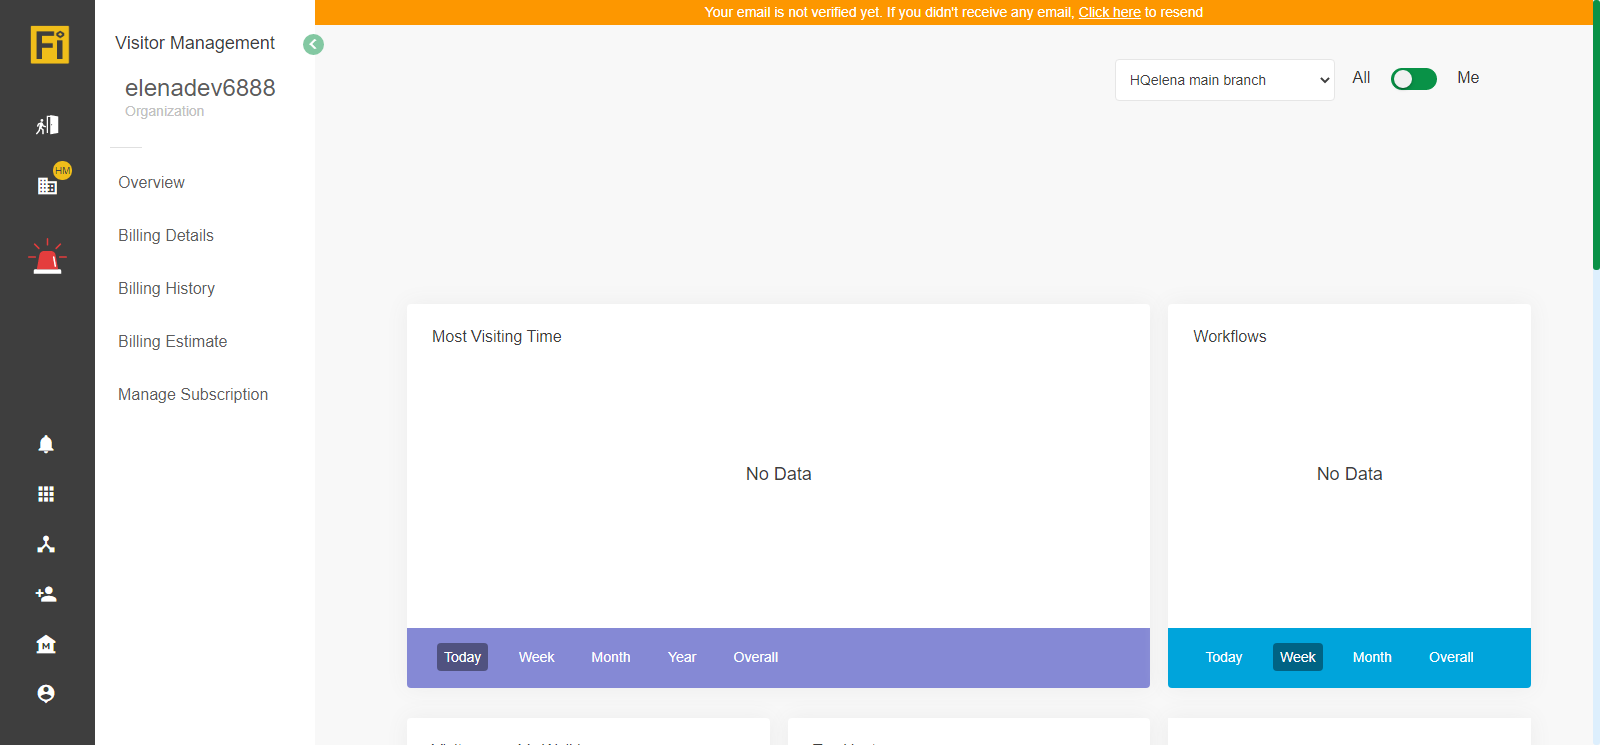 Your email is not verified yet. If you didn't receive any email, Click here to resend
Fi
Visitor Management
elenadev6888
Organization
HM
Overview
Billing Details
Billing History
Billing Estimate
Manage Subscription
HQelena main branch
All
Me
Most Visiting Time
No Data
Today
Week
Month
Year
Overall
Workflows
No Data
Today
Week
Month
Overall
M